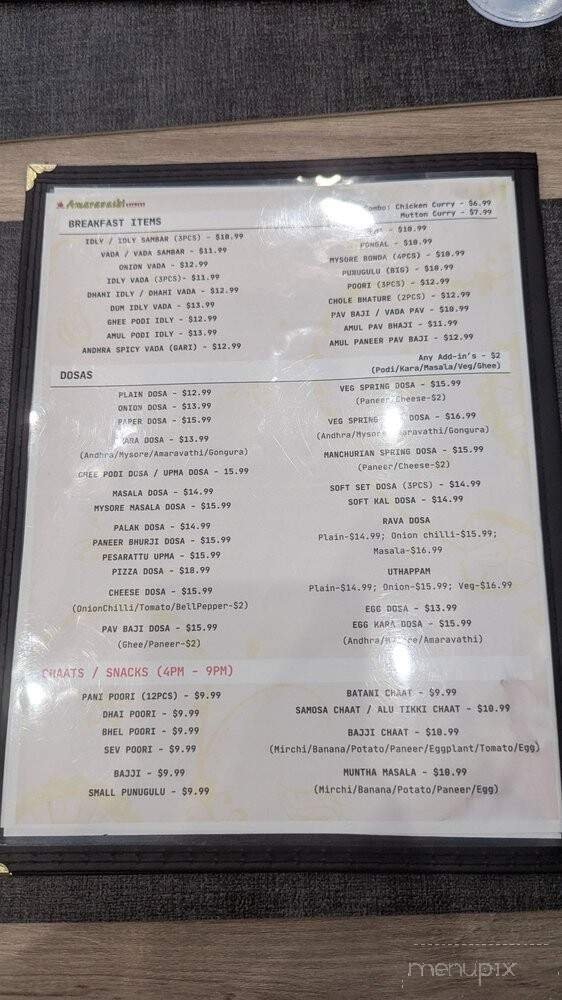 Amaravathi EXPRESS
Combo: Chicken Curry - $6.99
Mutton Curry - $7.99
BREAKFAST ITEMS
IDLY / IDLY SAMBAR (3PCS) - $10.99
VADA / VADA SAMBAR - $11.99
ONION VADA - $12.99
IDLY VADA (3PCS)- $11.99
DHAHI IDLY / DHAHI VADA - $12.99
DUM IDLY VADA - $13.99
GHEE PODI IDLY - $12.99
AMUL PODI IDLY - $13.99
ANDHRA SPICY VADA (GARI) - $12.99
- $10.99
PONGAL - $10.99
MYSORE BONDA (4PCS) - $10.99
PUNUGULU (BIG) - $10.99
POORI (3PCS) - $12.99
CHOLE BHATURE (2PCS) - $12.99
PAV BAJI / VADA PAV - $10.99
AMUL PAV BHAJI - $11.99
AMUL PANEER PAV BAJI - $12.99
DOSAS
Any Add-in's - $2
(Podi/Kara/Masala/Veg/Ghee)
PLAIN DOSA - $12.99
ONION DOSA - $13.99
PAPER DOSA - $15.99
KARA DOSA - $13.99
(Andhra/Mysore/Amaravathi/Gongura)
GHEE PODI DOSA / UPMA DOSA - 15.99
MASALA DOSA - $14.99
MYSORE MASALA DOSA - $15.99
PALAK DOSA - $14.99
PANEER BHURJI DOSA - $15.99
PESARATTU UPMA - $15.99
PIZZA DOSA - $18.99
CHEESE DOSA - $15.99
(OnionChilli/Tomato/BellPepper-$2)
PAV BAJI DOSA - $15.99
(Ghee/Paneer-$2)
VEG SPRING DOSA - $15.99
(Paneer/Cheese-$2)
VEG SPRING DOSA - $16.99
(Andhra/Mysore/Amaravathi/Gongura)
MANCHURIAN SPRING DOSA - $15.99
(Paneer/Cheese-$2)
SOFT SET DOSA (3PCS) - $14.99
SOFT KAL DOSA - $14.99
RAVA DOSA
Plain-$14.99; Onion chilli-$15.99;
Masala-$16.99
UTHAPPAM
Plain-$14.99; Onion-$15.99; Veg-$16.99
EGG DOSA - $13.99
EGG KARA DOSA - $15.99
(Andhra/Mysore/Amaravathi)
CHAATS / SNACKS (4PM - 9PM)
PANI POORI (12PCS) - $9.99
DHAI POORI - $9.99
BHEL POORI - $9.99
SEV POORI - $9.99
BAJJI - $9.99
SMALL PUNUGULU - $9.99
BATANI CHAAT - $9.99
SAMOSA CHAAT / ALU TIKKI CHAAT - $10.99
BAJJI CHAAT - $10.99
(Mirchi/Banana/Potato/Paneer/Eggplant/Tomato/Egg)
MUNTHA MASALA - $10.99
(Mirchi/Banana/Potato/Paneer/Egg)
menupix